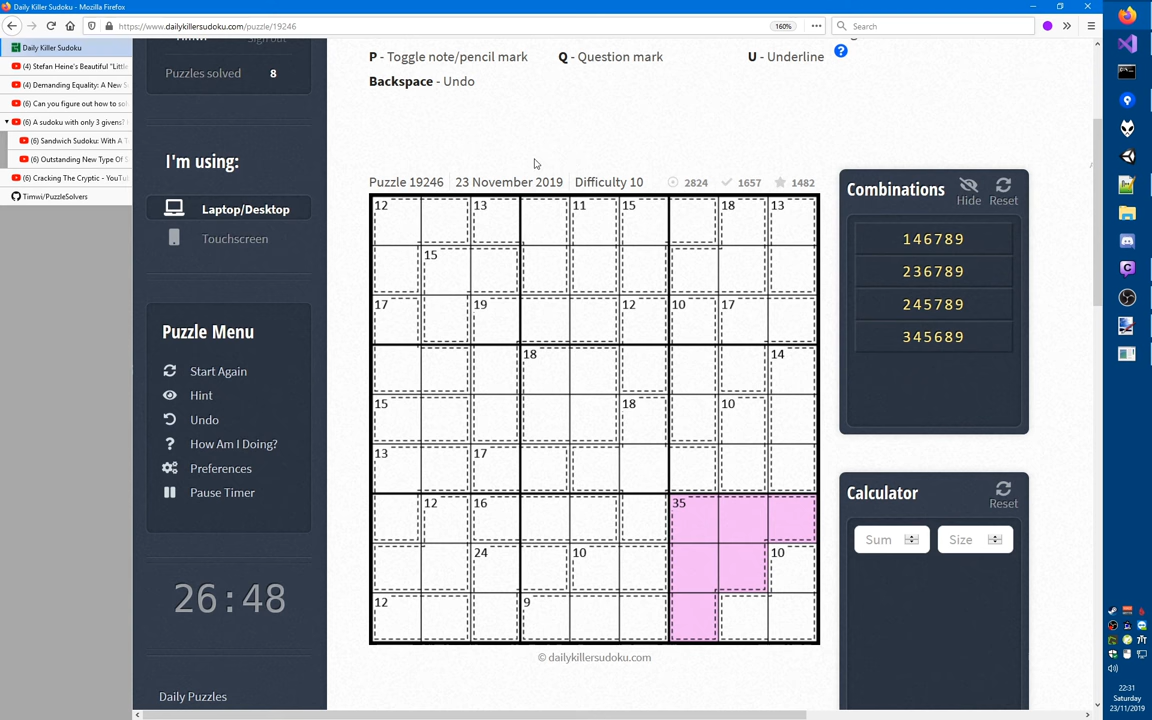 Daily Killer Sudoku — Mozilla Firefox
https://www.dailykillersudoku.com/puzzle/19246
160%
Search
Daily Killer Sudoku
(4) Stefan Heine's Beautiful "Little
(4) Demanding Equality: A New S
(6) Can you figure out how to sol
(6) A sudoku with only 3 givens?
(6) Sandwich Sudoku: With A T
(6) Outstanding New Type Of S
(6) Cracking The Cryptic - YouTu
Timwi/PuzzleSolvers
Sign out
Puzzles solved 8
P - Toggle note/pencil mark Q - Question mark U - Underline
Backspace - Undo
I'm using:
Laptop/Desktop
Touchscreen
Puzzle Menu
Start Again
Hint
Undo
How Am I Doing?
Preferences
Pause Timer
26:48
Daily Puzzles
Puzzle 19246 23 November 2019 Difficulty 10 2824 1657 1482
12 13 11 15 18 13
15
17 19 12 10 17
18 14
15 18 10
13 17
12 16 35
24 10 10
12 9
© dailykillersudoku.com
Combinations
Hide Reset
146789
236789
245789
345689
Calculator
Reset
Sum Size
22:31
23/11/2019